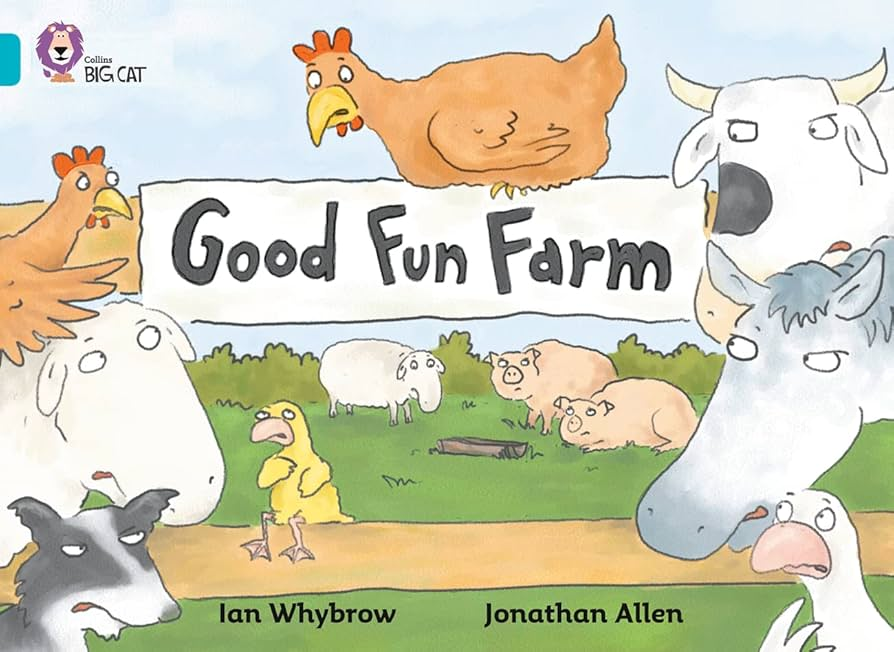 Collins
BIG CAT
Good Fun Farm
Ian Whybrow
Jonathan Allen